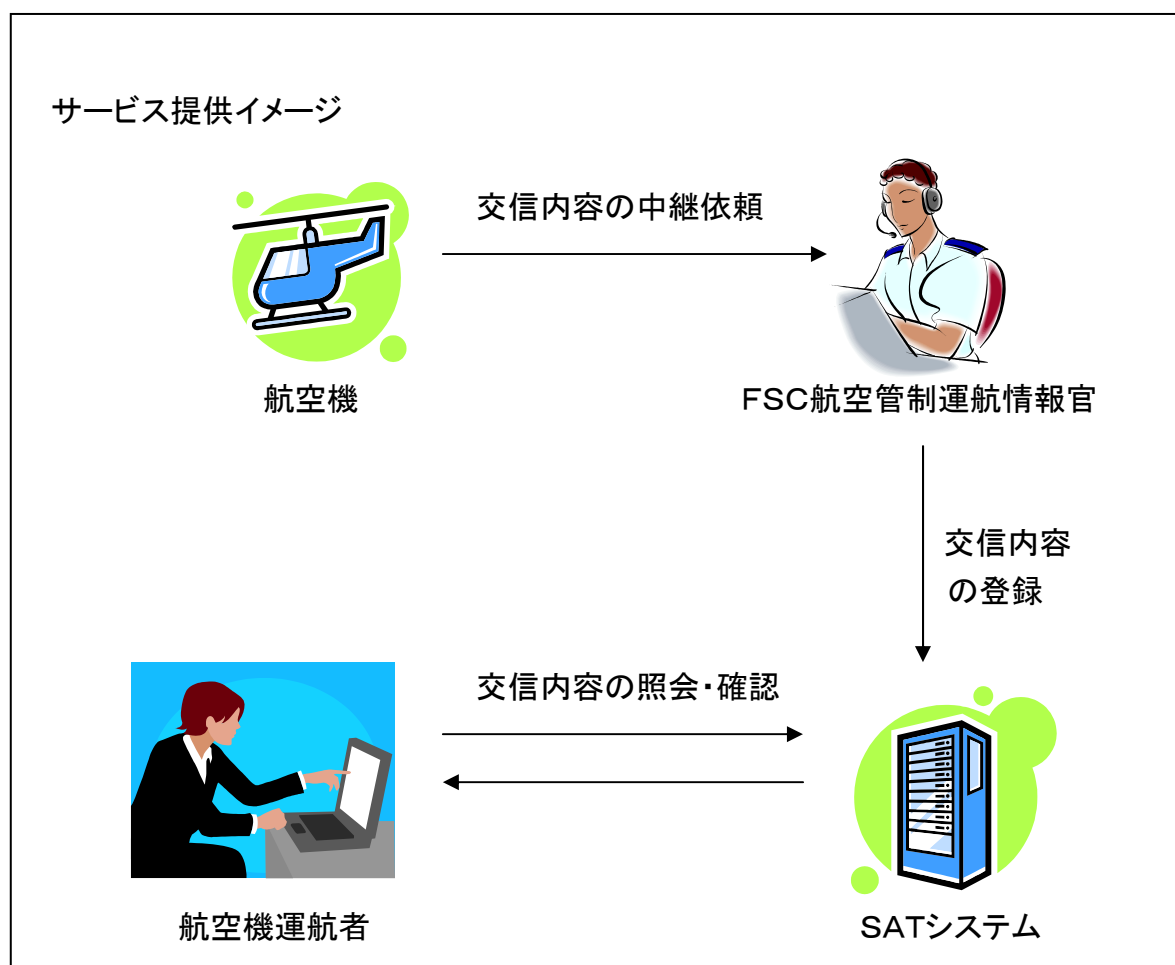 サービス提供イメージ
交信内容の中継依頼
航空機
FSC航空管制運航情報官
交信内容
の登録
交信内容の照会・確認
航空機運航者
SATシステム